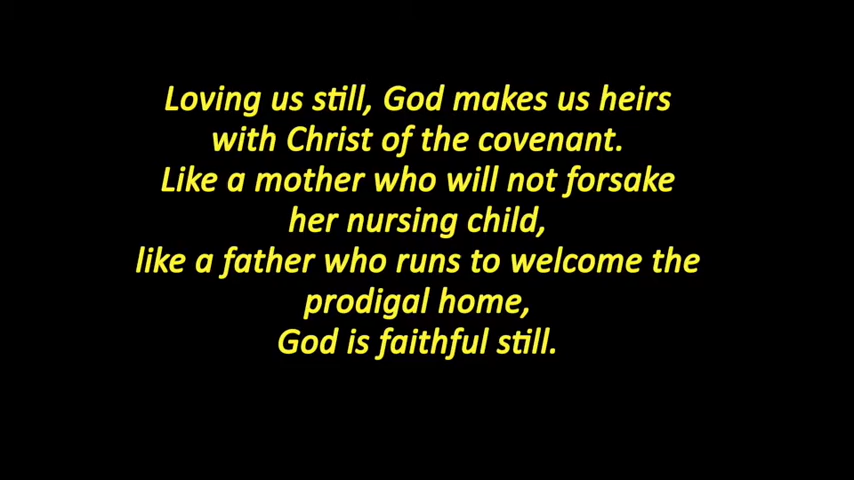 Loving us still, God makes us heirs
with Christ of the covenant.
Like a mother who will not forsake
her nursing child,
like a father who runs to welcome the
prodigal home,
God is faithful still.